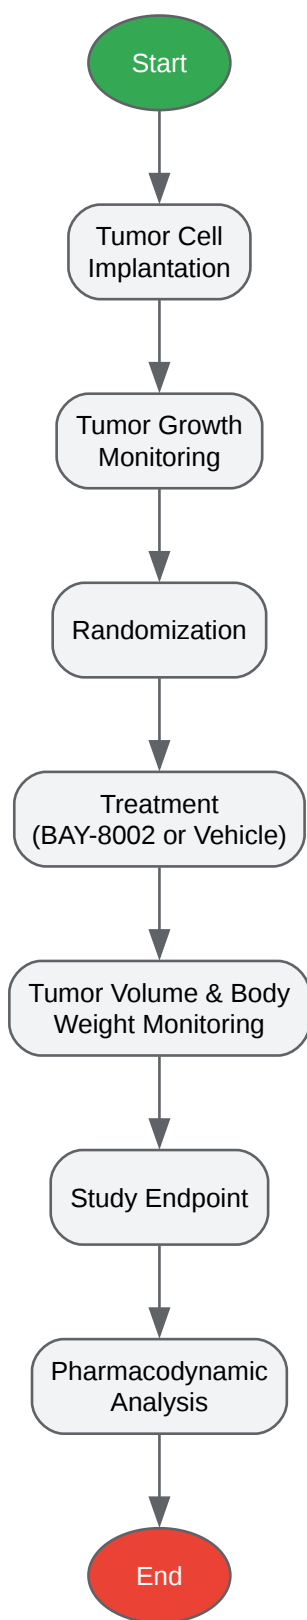 Start
Tumor Cell
Implantation
Tumor Growth
Monitoring
Randomization
Treatment
(BAY-8002 or Vehicle)
Tumor Volume & Body
Weight Monitoring
Study Endpoint
Pharmacodynamic
Analysis
End